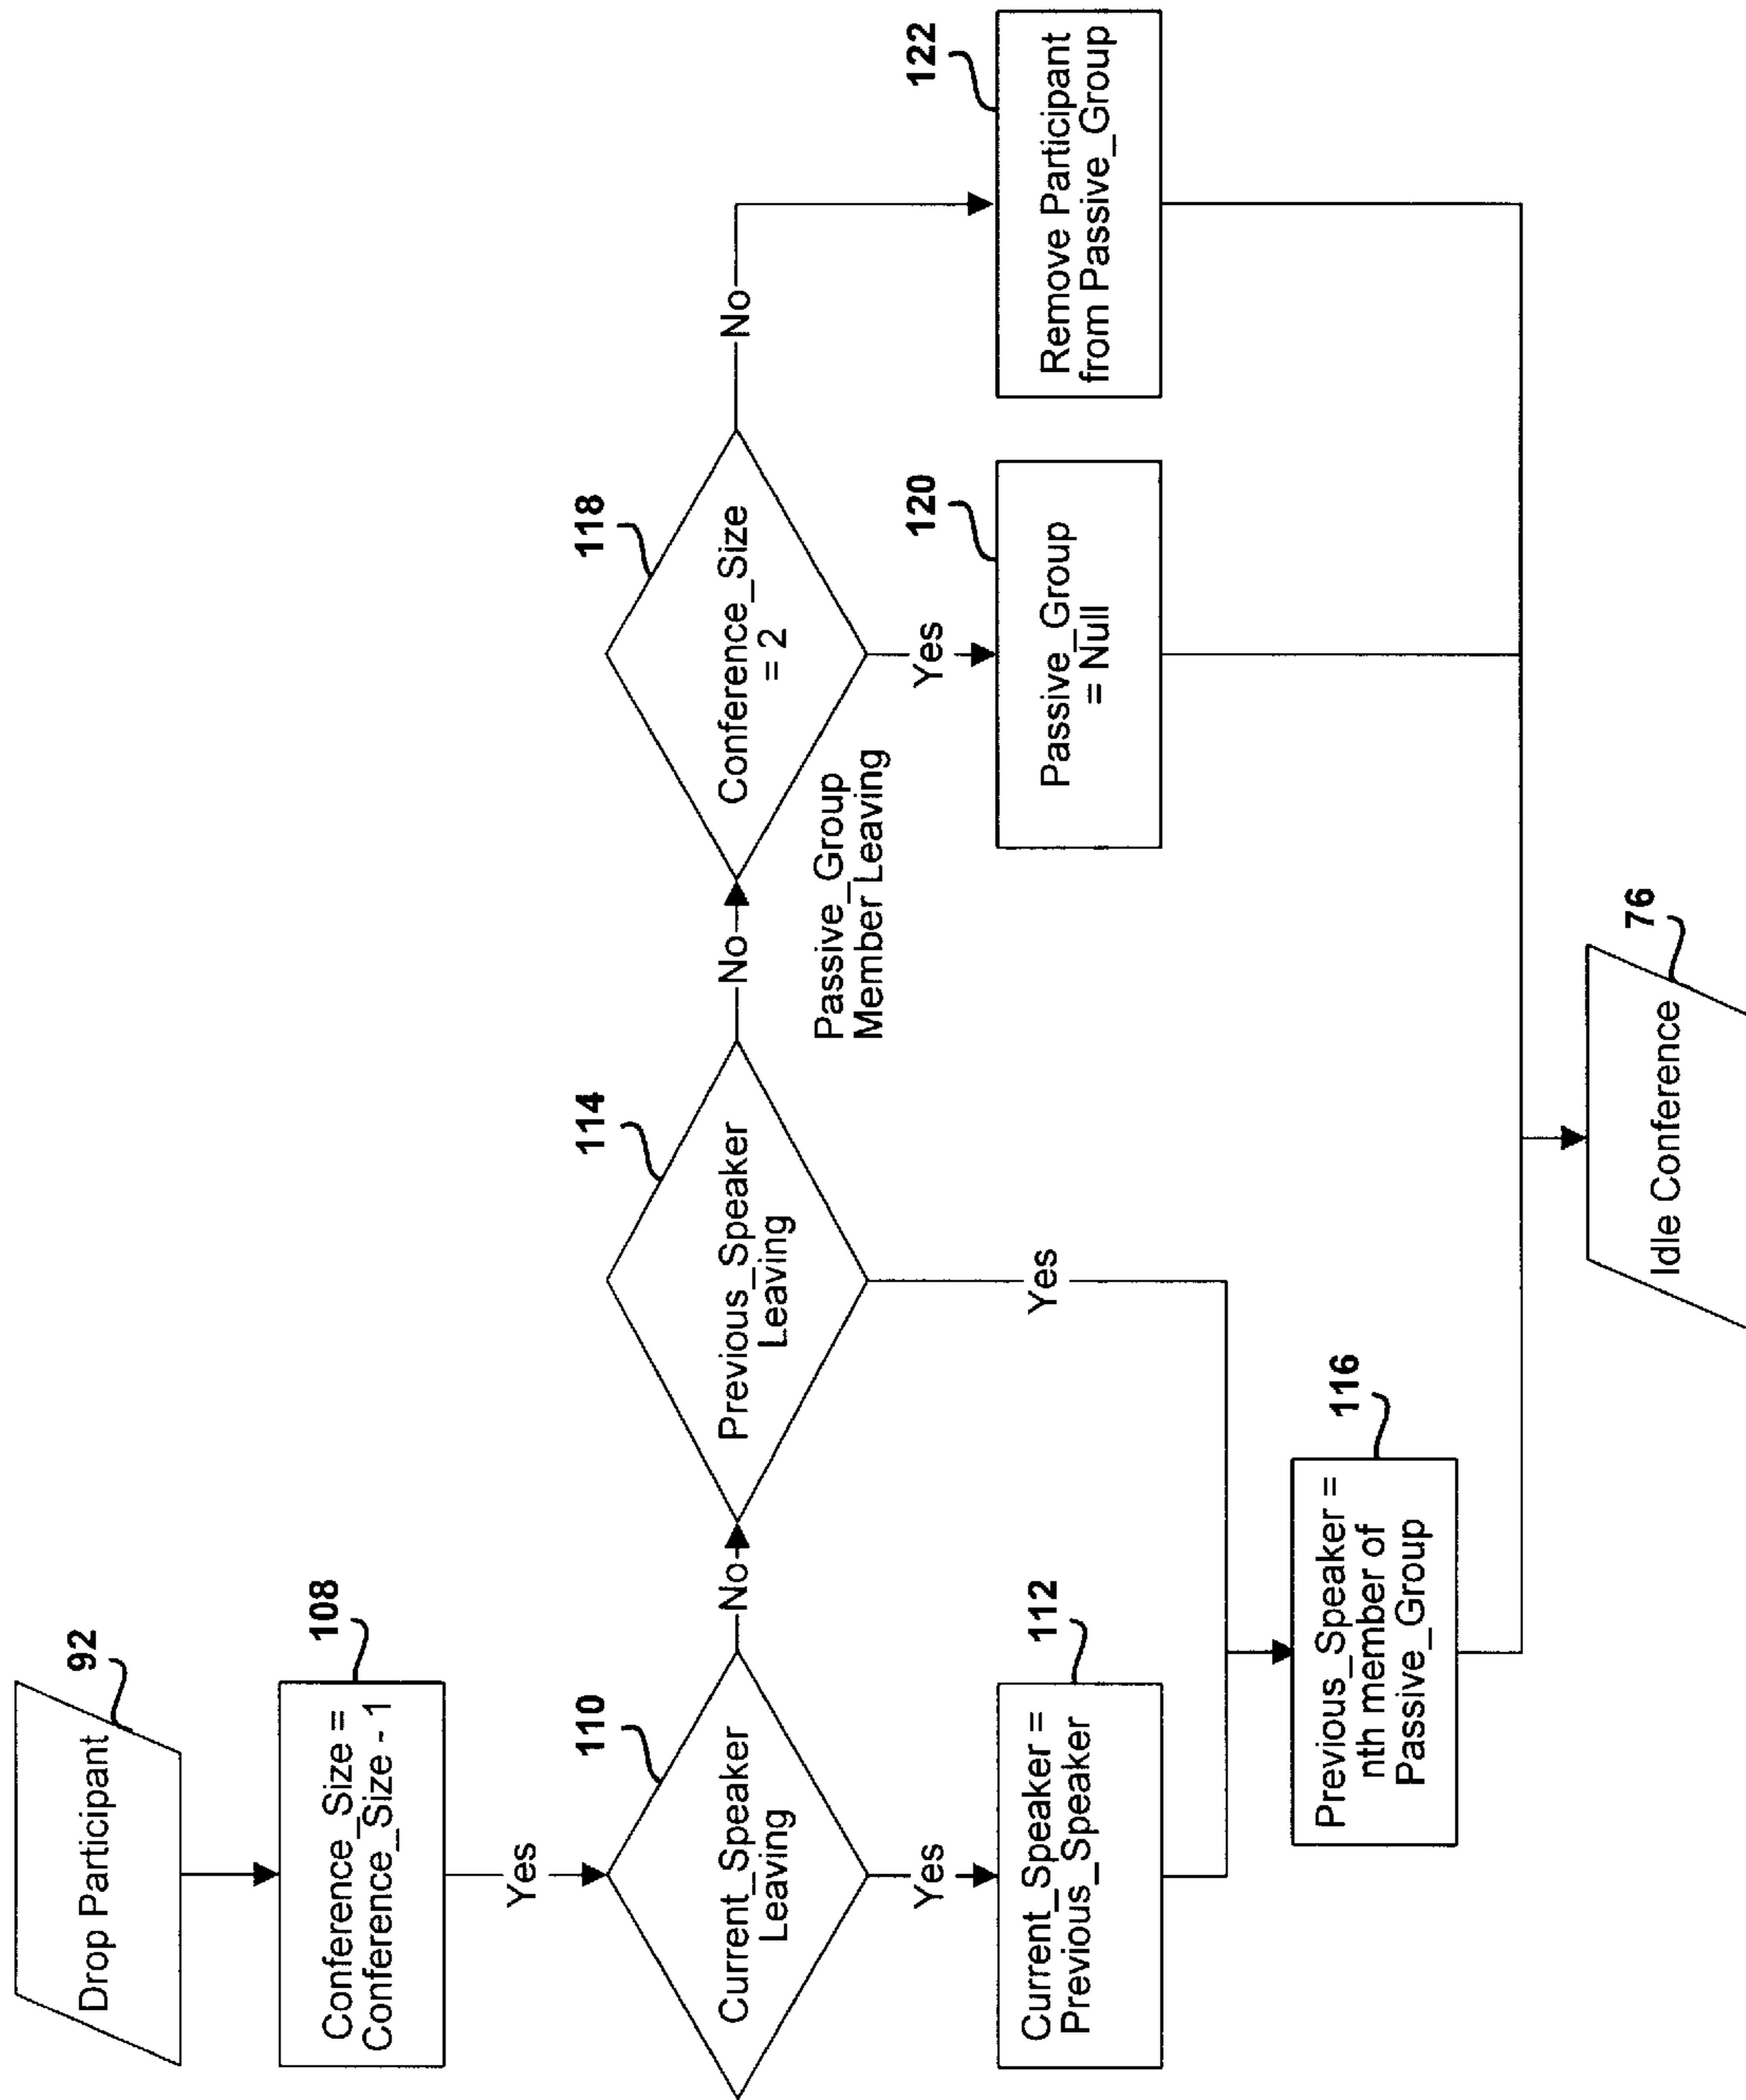 92
Drop Participant
108
Conference_Size =
Conference_Size - 1
Yes
110
Current_Speaker
Leaving
No
114
Previous_Speaker
Leaving
No
118
Conference_Size
= 2
No
Passive_Group
Member Leaving
Yes
112
Current_Speaker =
Previous_Speaker
Yes
Yes
120
Passive_Group
= Null
122
Remove Participant
from Passive_Group
116
Previous_Speaker =
nth member of
Passive_Group
76
Idle Conference